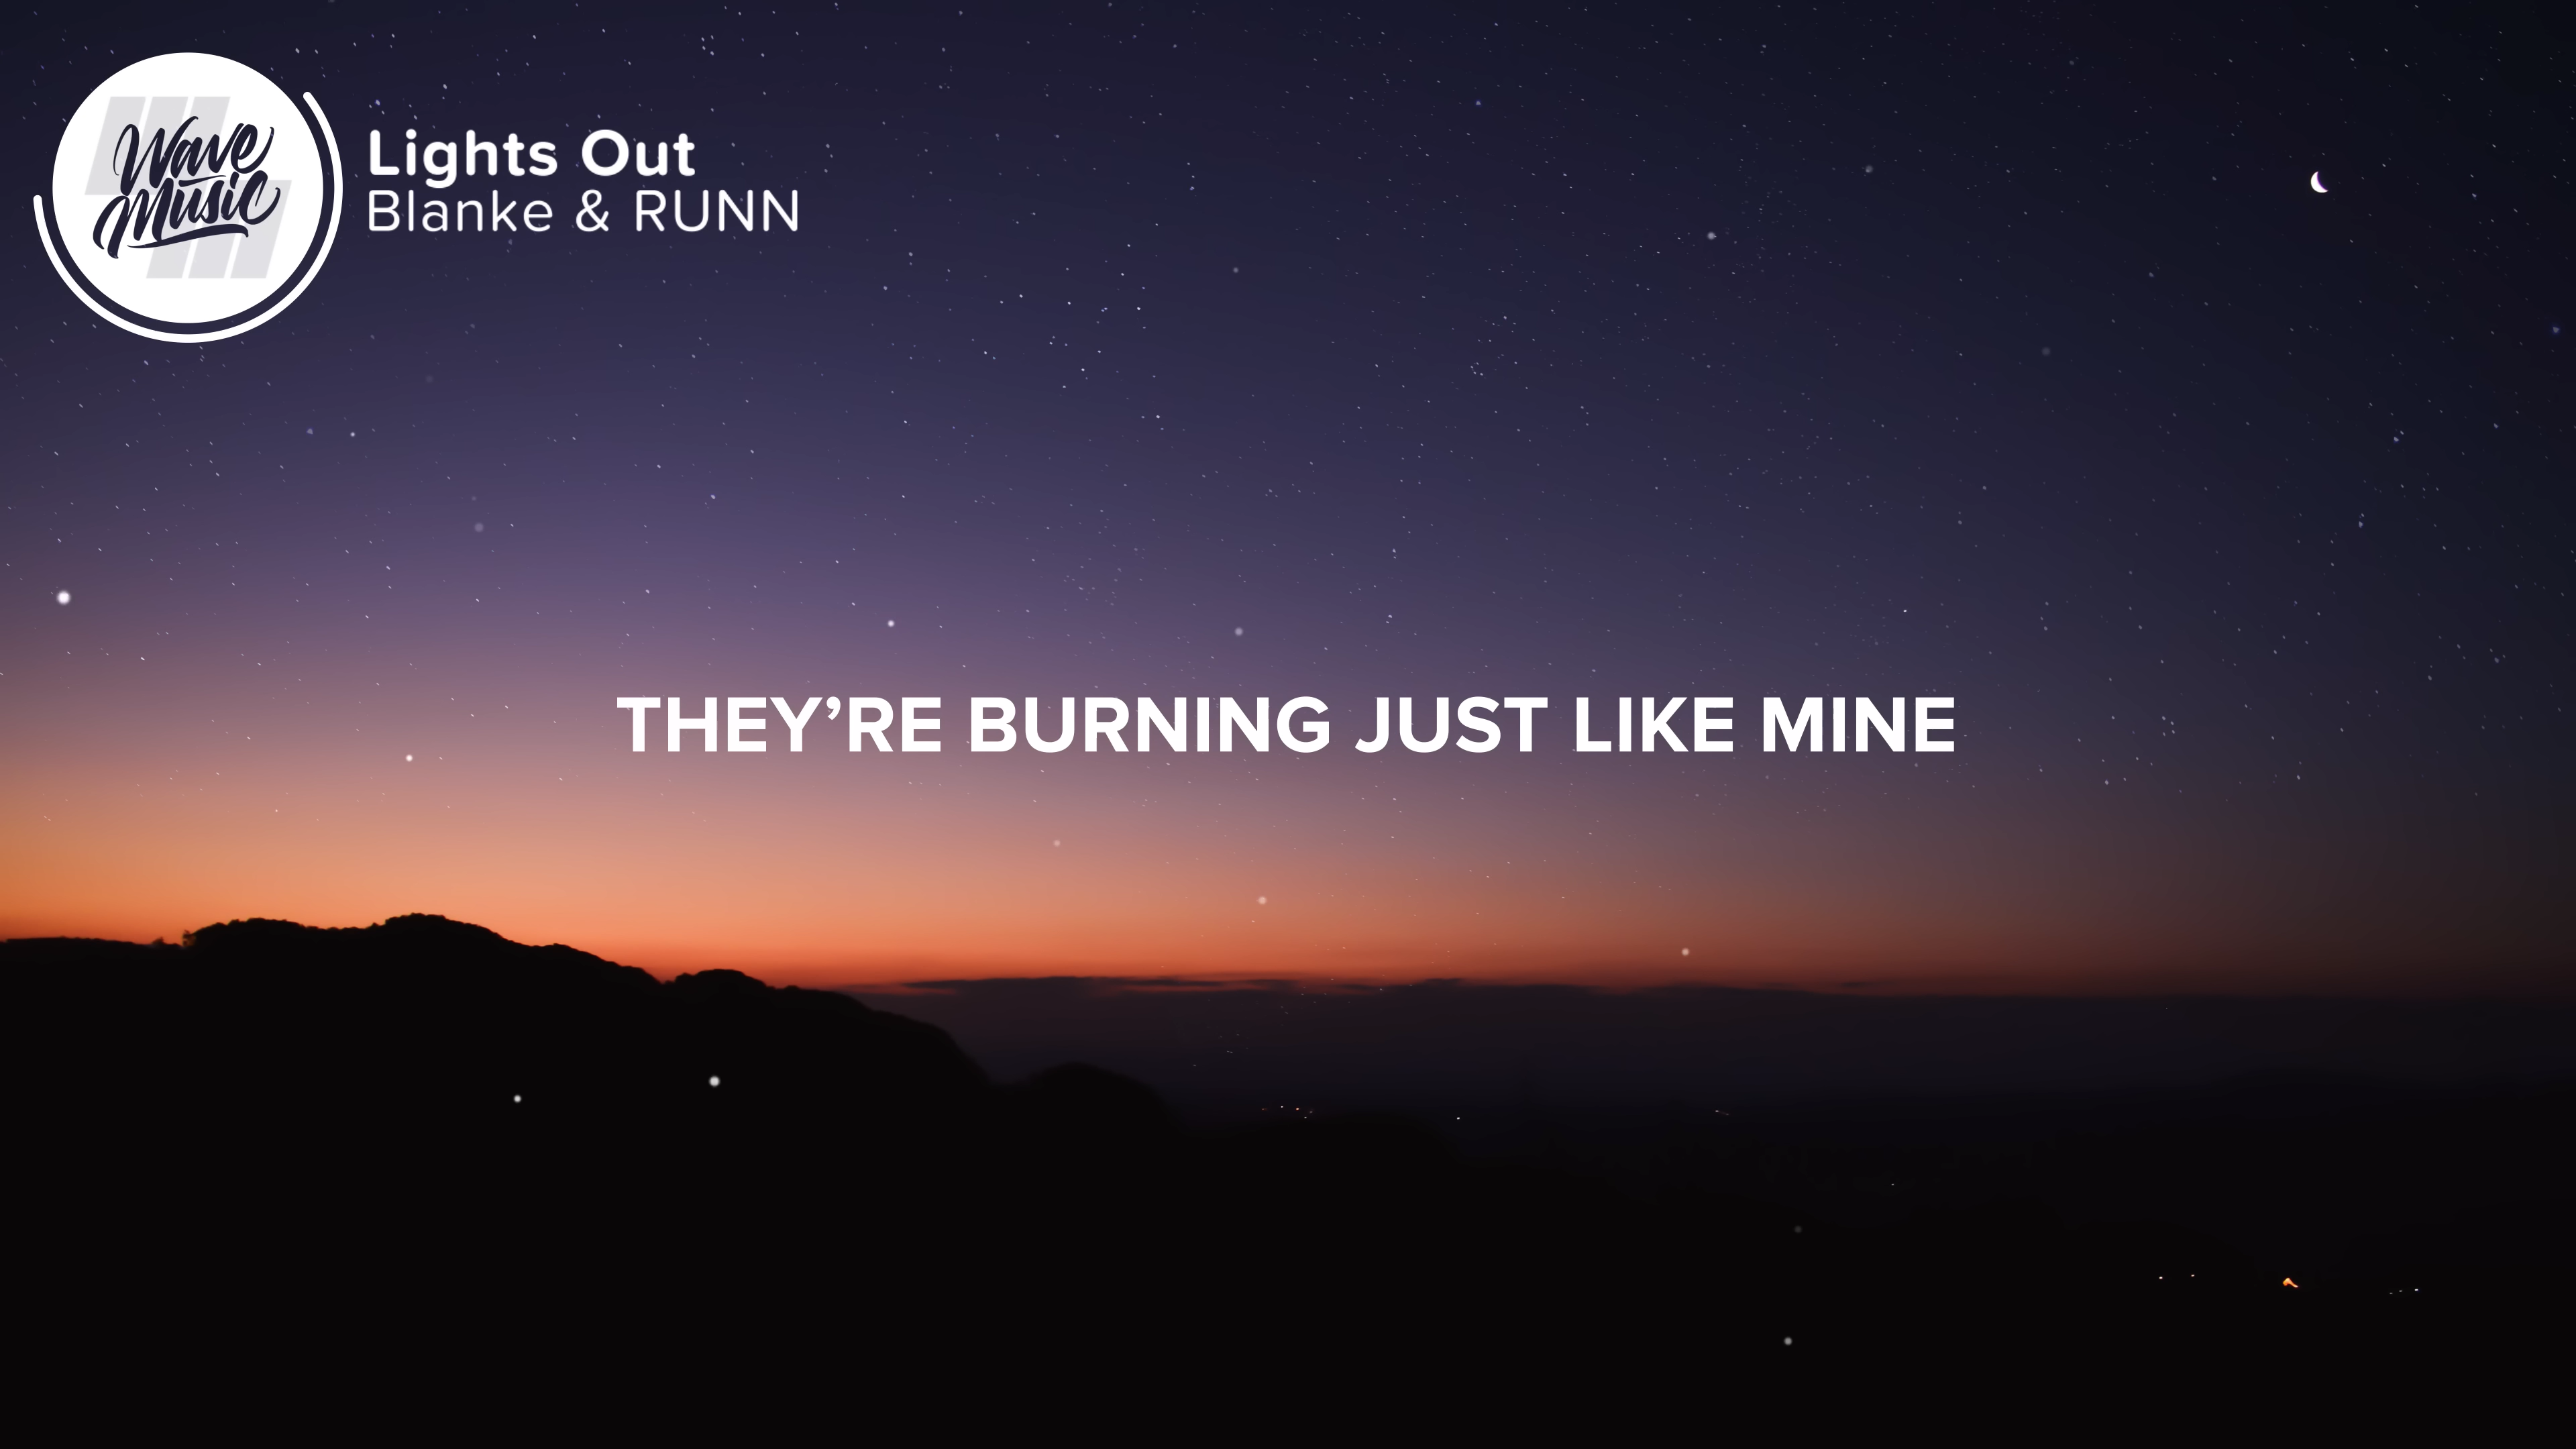 Wave
Music
Lights Out
Blanke & RUNN
THEY’RE BURNING JUST LIKE MINE